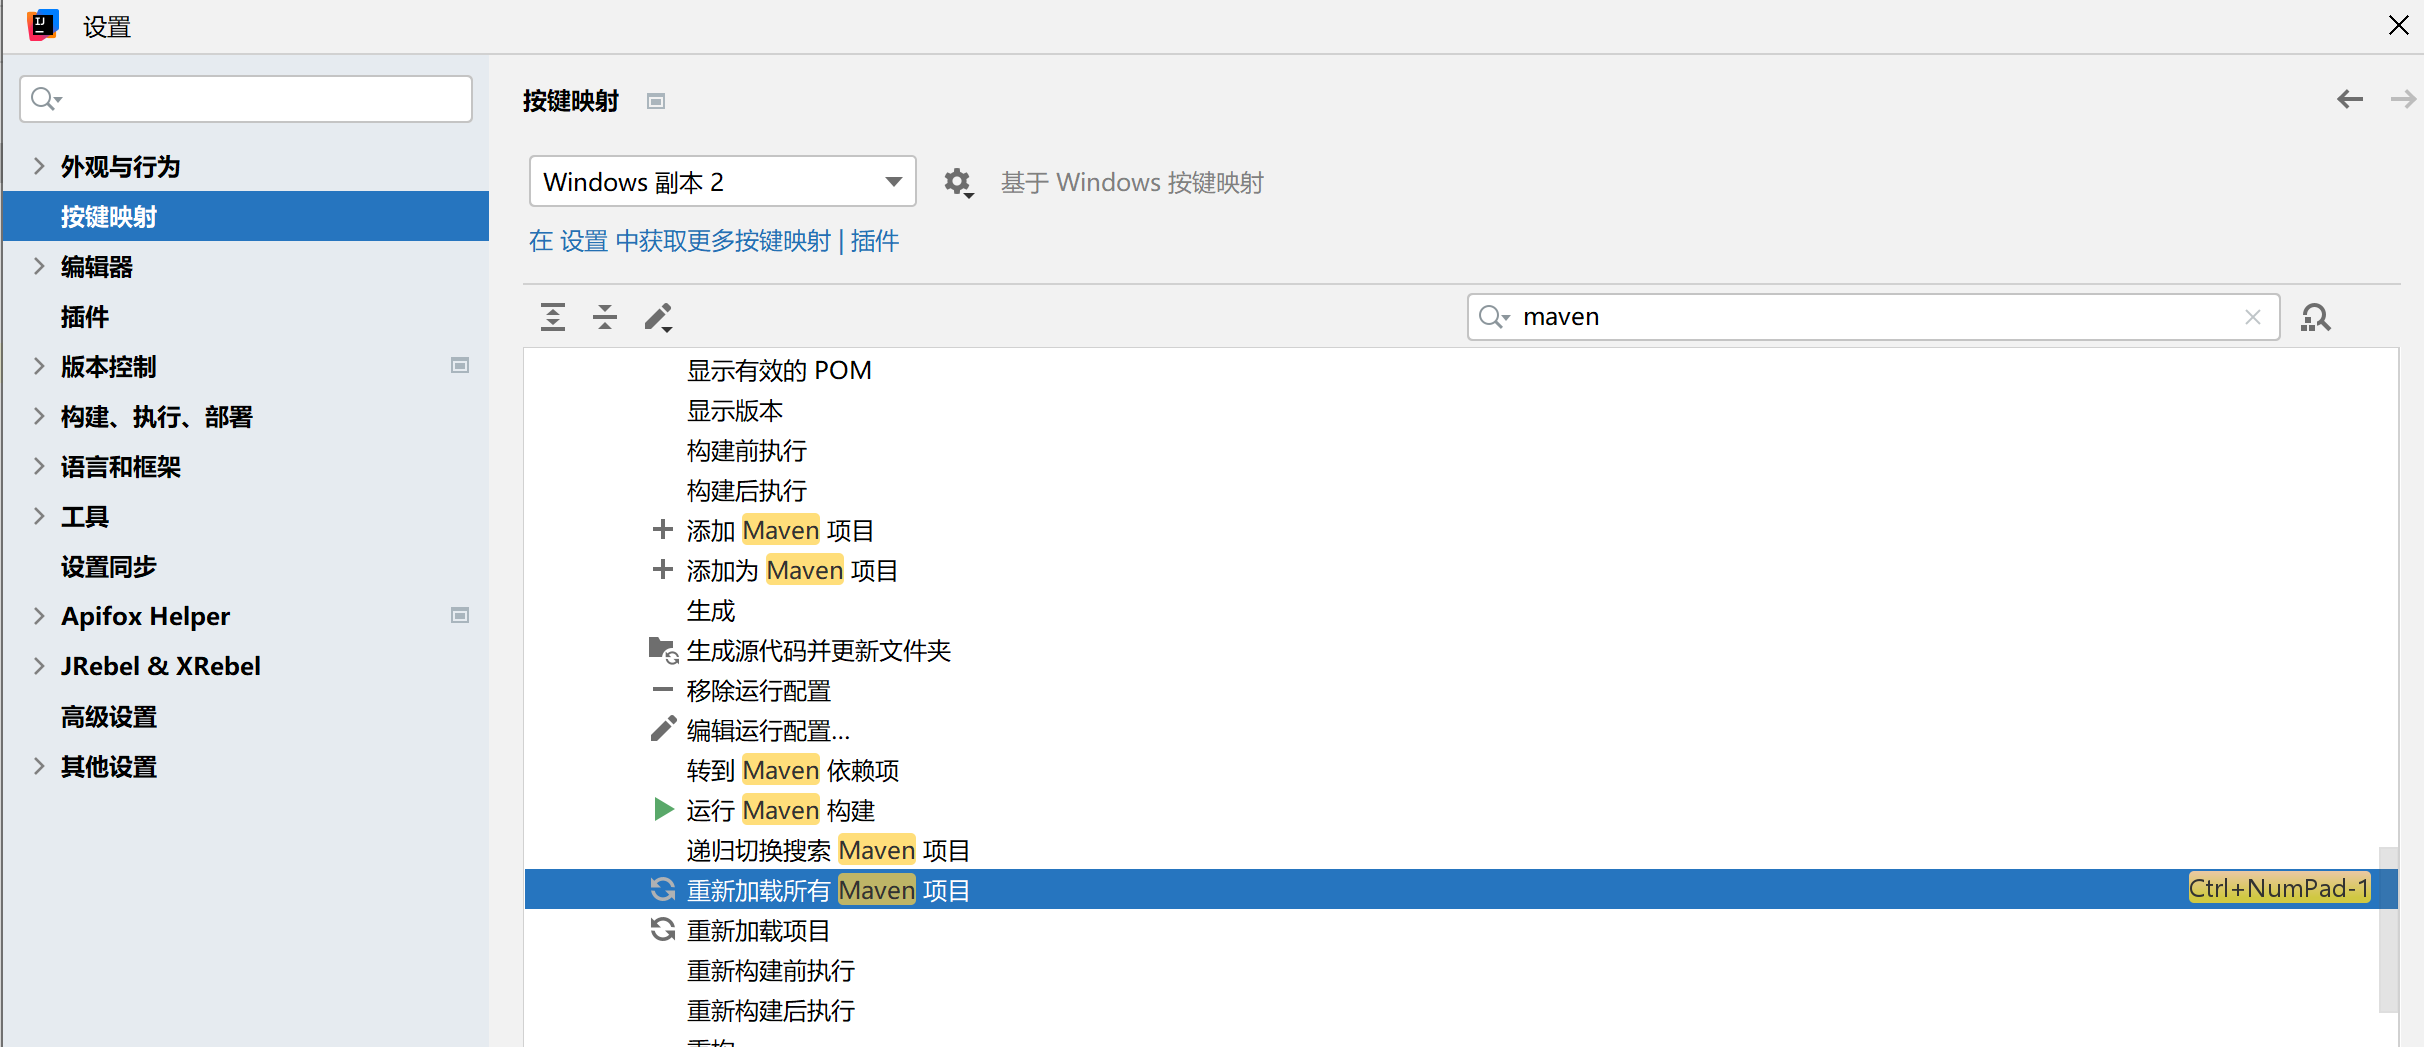 设置
外观与行为
按键映射
编辑器
插件
版本控制
构建、执行、部署
语言和框架
工具
设置同步
Apifox Helper
JRebel & XRebel
高级设置
其他设置
按键映射
Windows 副本 2
基于 Windows 按键映射
在 设置 中获取更多按键映射 | 插件
maven
显示有效的 POM
显示版本
构建前执行
构建后执行
添加 Maven 项目
添加为 Maven 项目
生成
生成源代码并更新文件夹
移除运行配置
编辑运行配置...
转到 Maven 依赖项
运行 Maven 构建
递归切换搜索 Maven 项目
重新加载所有 Maven 项目 Ctrl+NumPad-1
重新加载项目
重新构建前执行
重新构建后执行